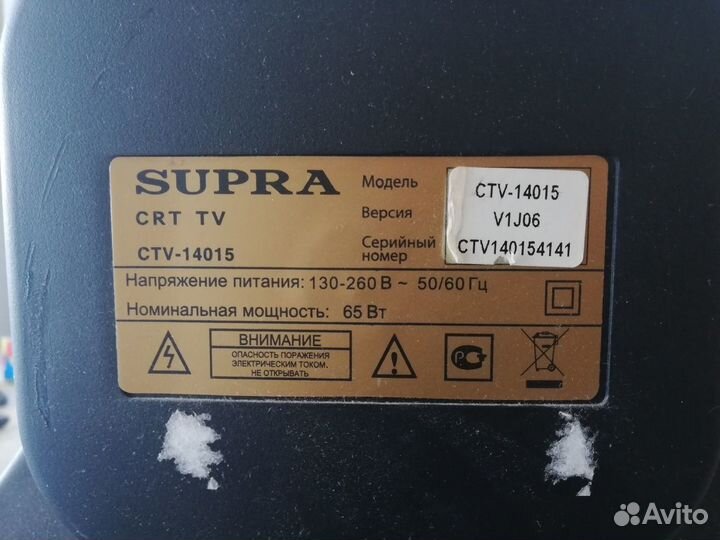 SUPRA
CRT TV
CTV-14015
Модель
Версия
Серийный
номер
CTV-14015
V1J06
CTV140154141
Напряжение питания: 130-260 В ~ 50/60 Гц
Номинальная мощность: 65 Вт
ВНИМАНИЕ
ОПАСНОСТЬ ПОРАЖЕНИЯ
ЭЛЕКТРИЧЕСКИМ ТОКОМ.
НЕ ОТКРЫВАТЬ
Avito